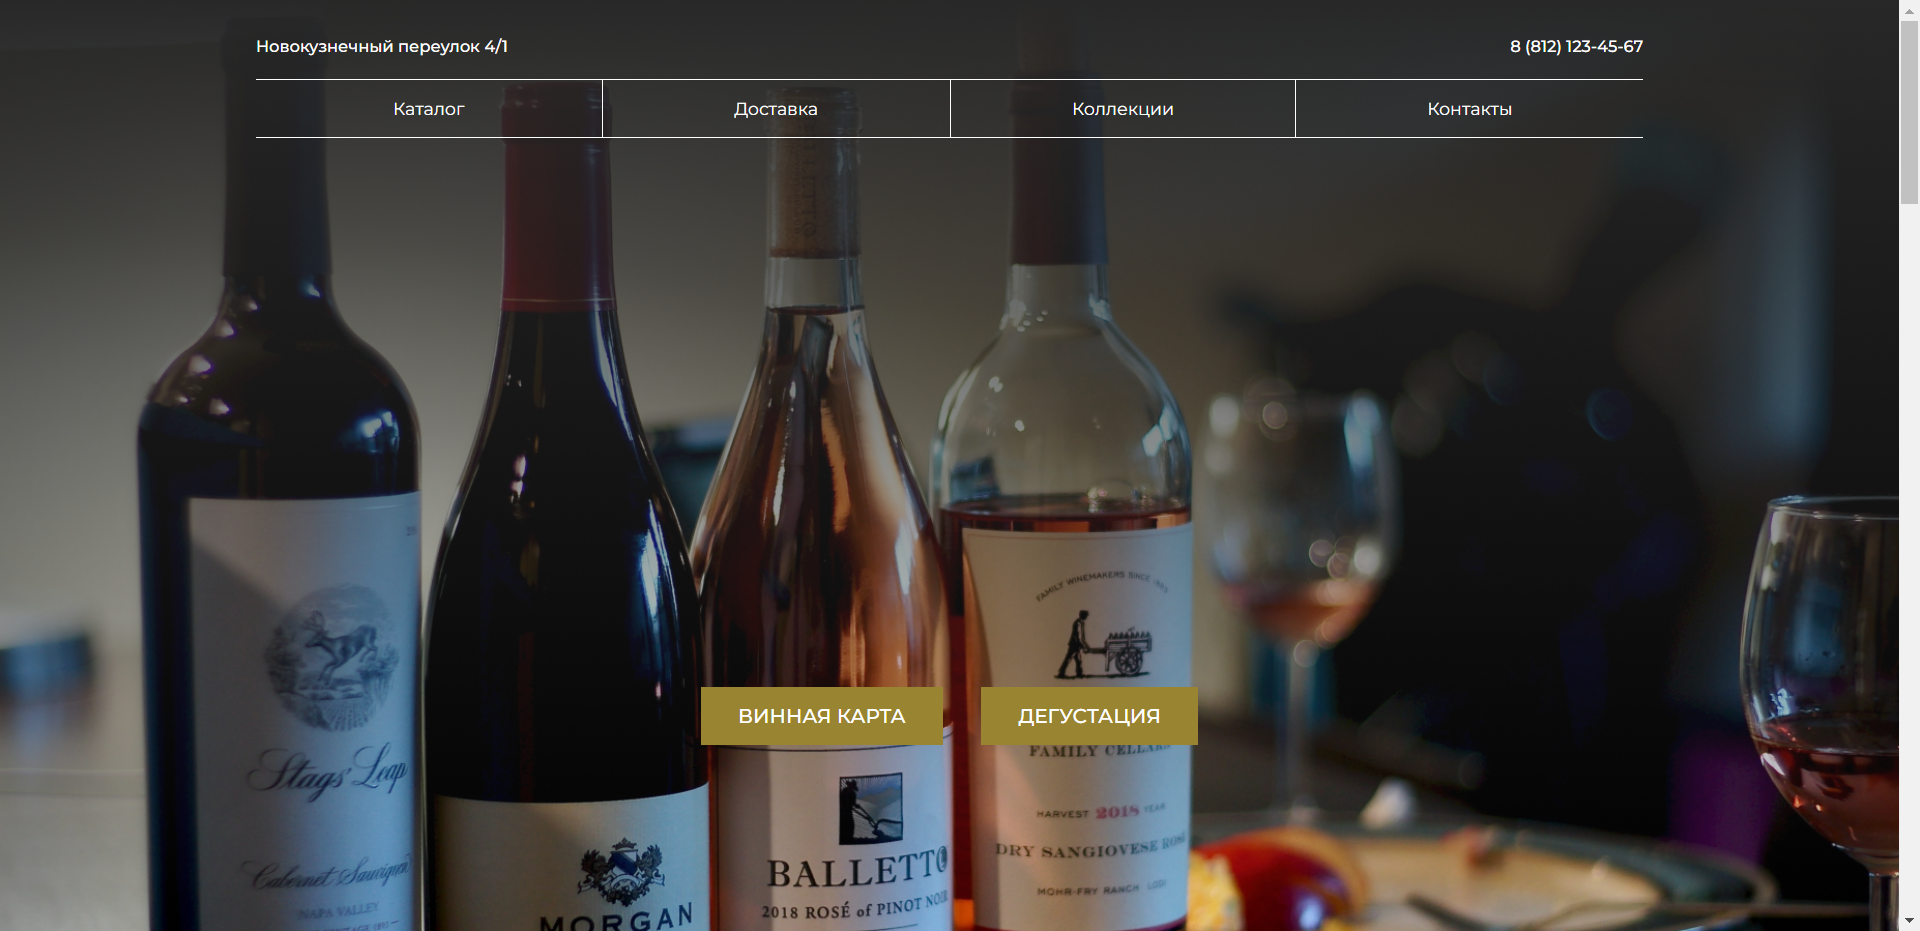 Новокузнечный переулок 4/1
8 (812) 123-45-67
Каталог
Доставка
Коллекции
Контакты
FAMILY WINEMAKERS SINCE
ВИННАЯ КАРТА
ДЕГУСТАЦИЯ
FAMILY CELLARS
Stags' Leap
HARVEST 2018 YEAR
DRY SANGIOVESE ROSÉ
BALLETTO
Cabernet Sauvignon
MOHR-FRY RANCH LODI
NAPA VALLEY
2018 ROSÉ of PINOT NOIR
MORGAN